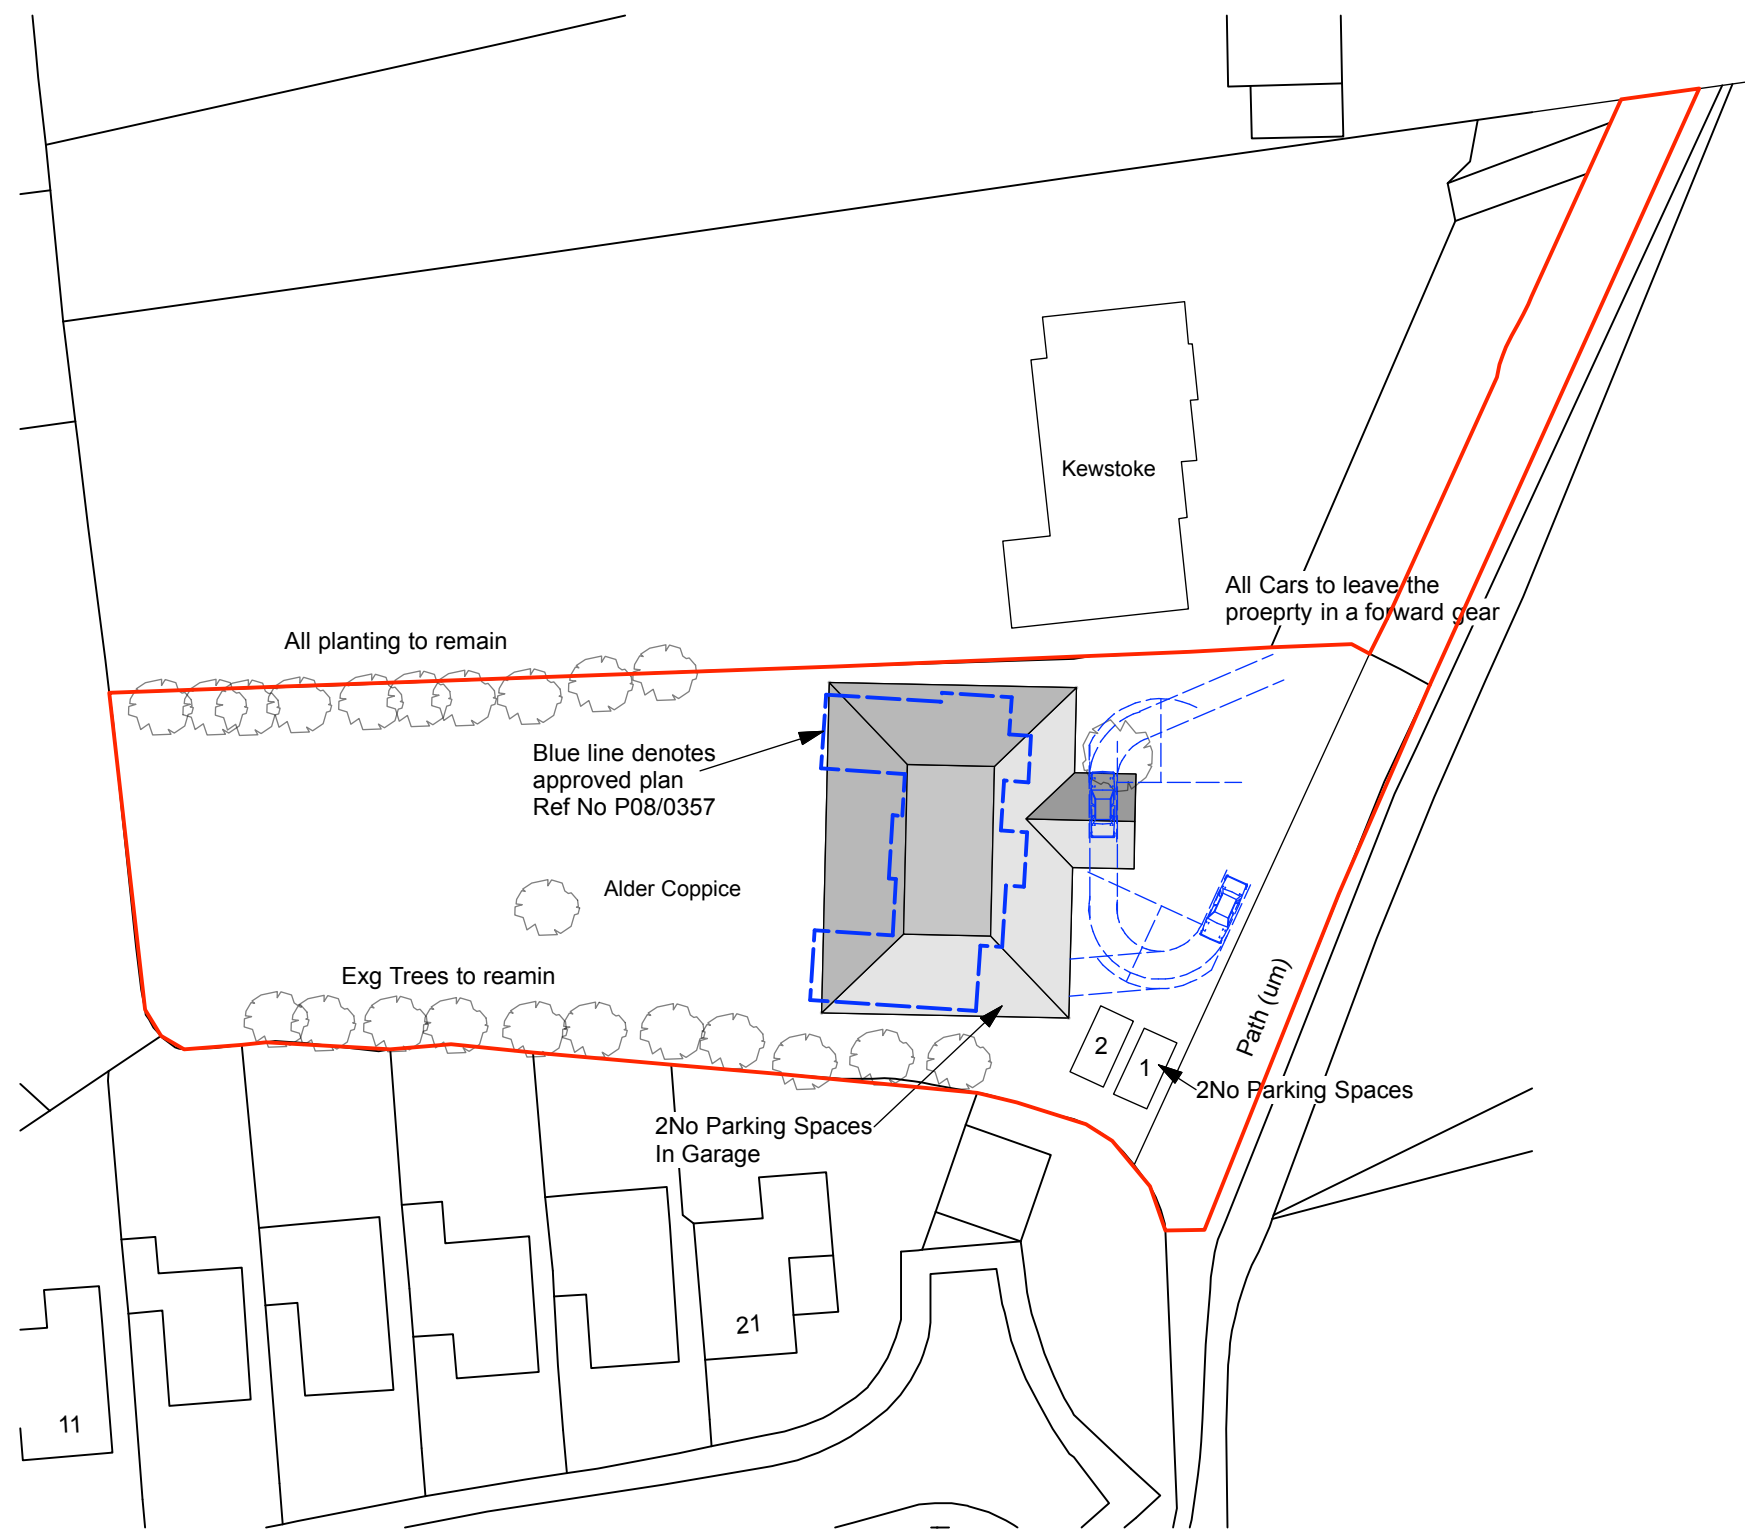 Kewstoke
All Cars to leave the
proeprty in a forward gear
All planting to remain
Blue line denotes
approved plan
Ref No P08/0357
Alder Coppice
Exg Trees to reamin
Path (um)
2
1
2No Parking Spaces
2No Parking Spaces
In Garage
21
11